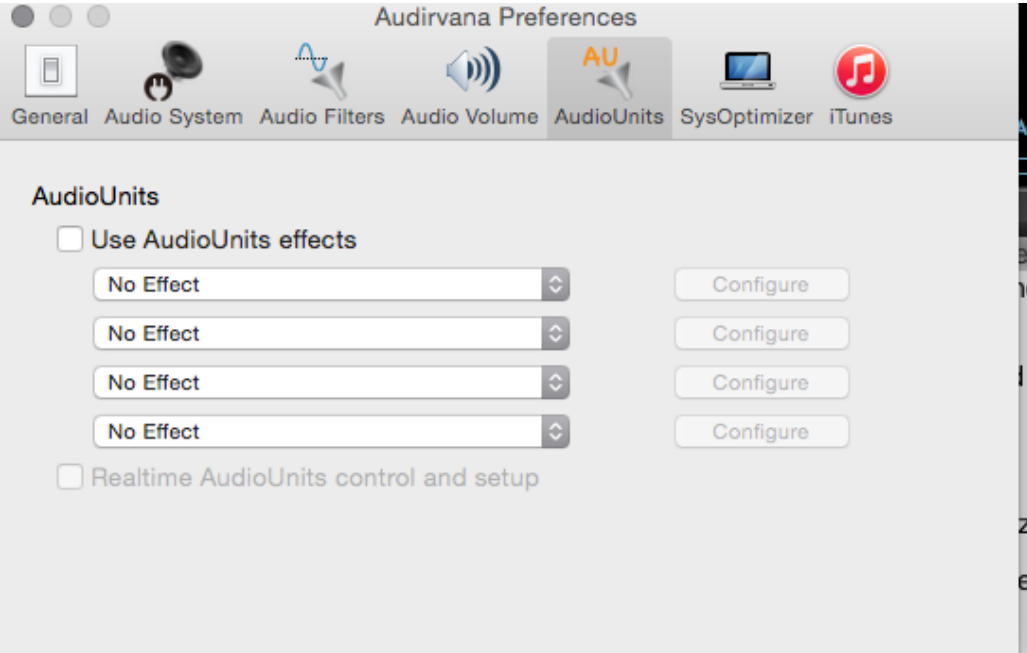 Audirvana Preferences
AU
General Audio System Audio Filters Audio Volume AudioUnits SysOptimizer iTunes
AudioUnits
Use AudioUnits effects
No Effect Configure
No Effect Configure
No Effect Configure
No Effect Configure
Realtime AudioUnits control and setup